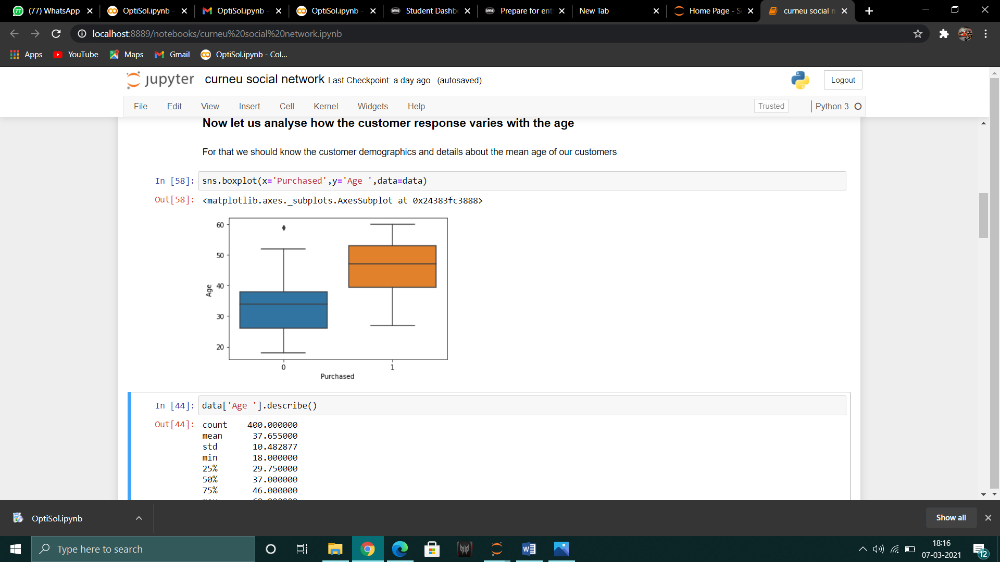 (77) WhatsApp
OptiSol.ipynb -
OptiSol.ipynb -
OptiSol.ipynb -
Student Dashb
Prepare for ent
New Tab
Home Page - S
curneu social n
localhost:8889/notebooks/curneu%20social%20network.ipynb
Apps
YouTube
Maps
Gmail
OptiSol.ipynb - Col...
jupyter
curneu social network Last Checkpoint: a day ago (autosaved)
Logout
File Edit View Insert Cell Kernel Widgets Help
Trusted
Python 3
Now let us analyse how the customer response varies with the age
For that we should know the customer demographics and details about the mean age of our customers
In [58]: sns.boxplot(x='Purchased',y='Age ',data=data)
Out[58]: <matplotlib.axes._subplots.AxesSubplot at 0x24383fc3888>
60
50
40
30
20
Age
0 1
Purchased
In [44]: data['Age '].describe()
Out[44]: count 400.000000
mean 37.655000
std 10.482877
min 18.000000
25% 29.750000
50% 37.000000
75% 46.000000
OptiSol.ipynb
Show all
Type here to search
18:16
07-03-2021
12